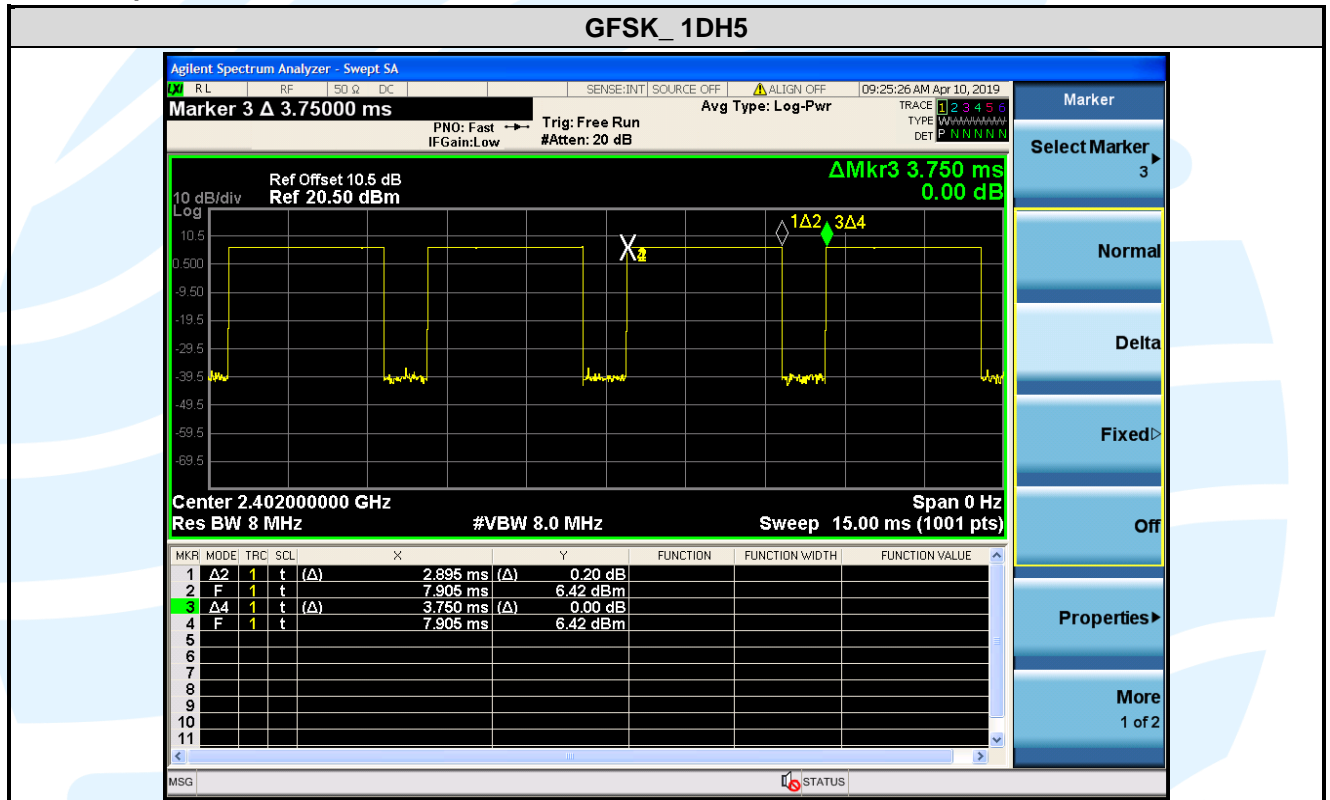 GFSK_ 1DH5
Agilent Spectrum Analyzer - Swept SA
LXI RL RF 50 Ω DC SENSE:INT SOURCE OFF ALIGN OFF 09:25:26 AM Apr 10, 2019
Marker 3 Δ 3.75000 ms
PNO: Fast
IFGain:Low
Trig: Free Run
#Atten: 20 dB
Avg Type: Log-Pwr
TRACE 1 2 3 4 5 6
TYPE WWWWWW
DET P N N N N N
ΔMkr3 3.750 ms
0.00 dB
Ref Offset 10.5 dB
10 dB/div Ref 20.50 dBm
Log
10.5
0.500
-9.50
-19.5
-29.5
-39.5
-49.5
-59.5
-69.5
1Δ2 3Δ4
Center 2.402000000 GHz Span 0 Hz
Res BW 8 MHz #VBW 8.0 MHz Sweep 15.00 ms (1001 pts)
MKR MODE TRC SCL X Y FUNCTION FUNCTION WIDTH FUNCTION VALUE
1 Δ2 1 t (Δ) 2.895 ms (Δ) 0.20 dB
2 F 1 t 7.905 ms 6.42 dBm
3 Δ4 1 t (Δ) 3.750 ms (Δ) 0.00 dB
4 F 1 t 7.905 ms 6.42 dBm
5
6
7
8
9
10
11
MSG STATUS
Marker
Select Marker
3
Normal
Delta
Fixed
Off
Properties
More
1 of 2